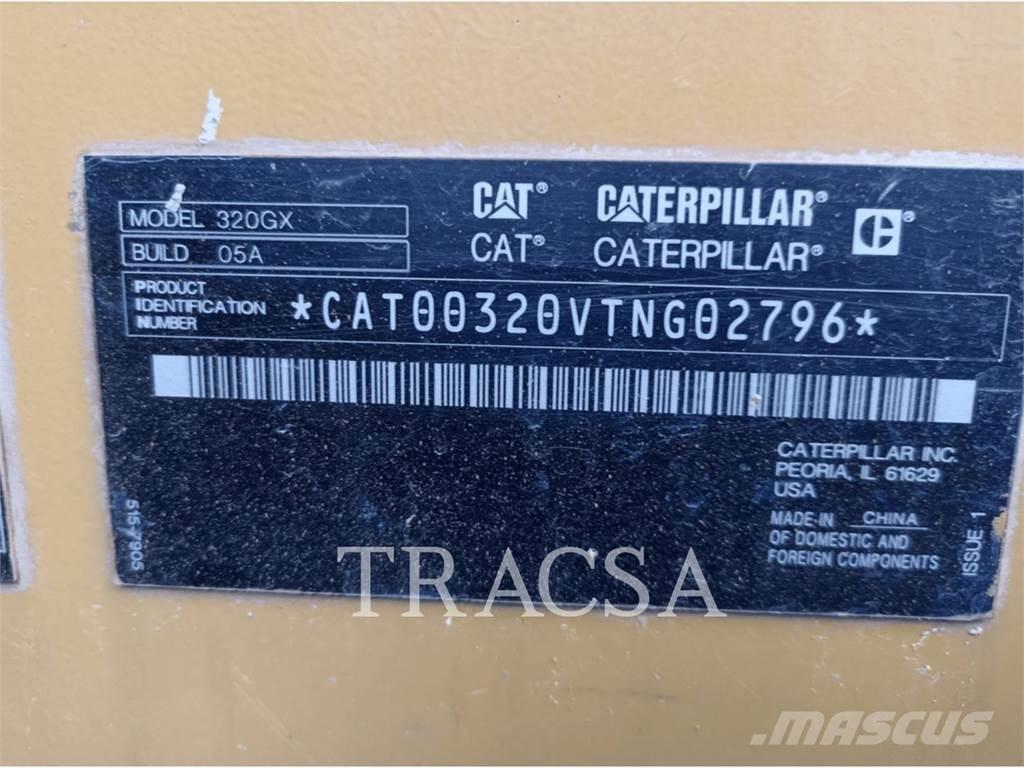 MODEL 320GX
BUILD 05A
CAT® CATERPILLAR® C®
CAT® CATERPILLAR®
PRODUCT
IDENTIFICATION
NUMBER
*CAT00320VTNG02796*
CATERPILLAR INC.
PEORIA, IL 61629
USA
MADE IN CHINA
OF DOMESTIC AND
FOREIGN COMPONENTS
515-7905
ISSUE 1
TRACSA
MASCUS